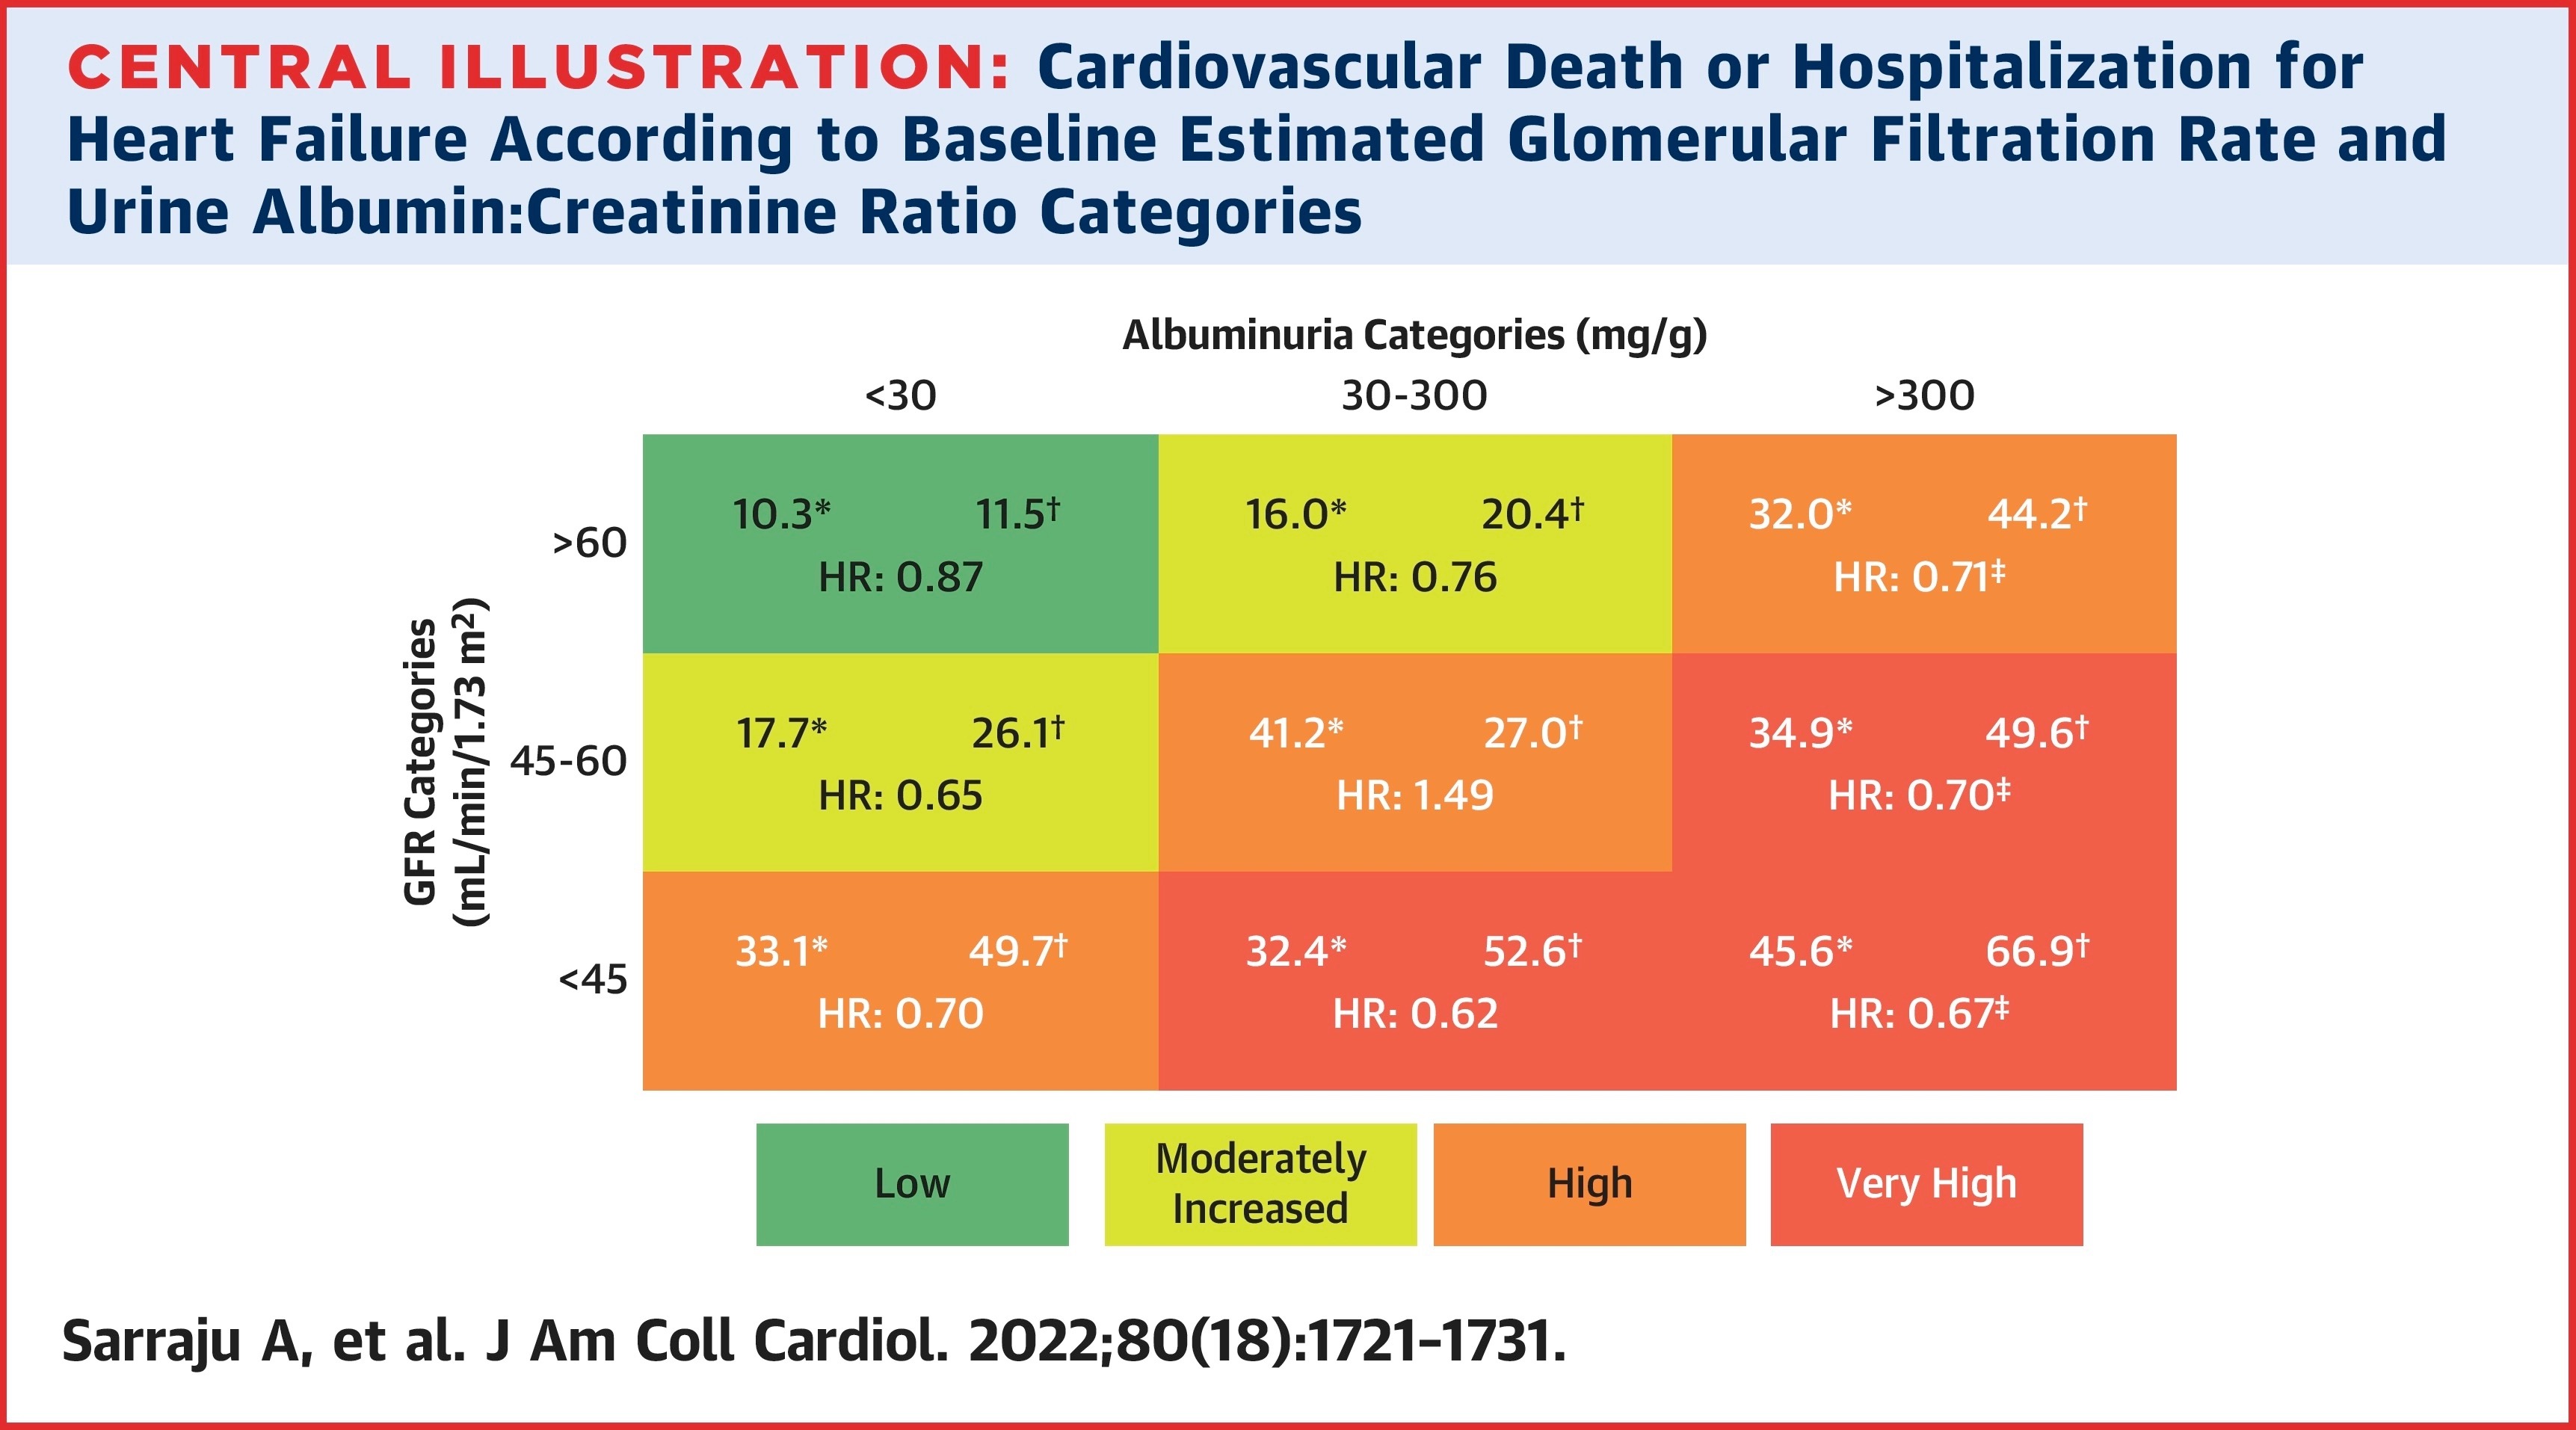 CENTRAL ILLUSTRATION: Cardiovascular Death or Hospitalization for
Heart Failure According to Baseline Estimated Glomerular Filtration Rate and
Urine Albumin:Creatinine Ratio Categories
Albuminuria Categories (mg/g)
<30 30-300 >300
GFR Categories
(mL/min/1.73 m²)
>60
10.3* 11.5† 16.0* 20.4† 32.0* 44.2†
HR: 0.87 HR: 0.76 HR: 0.71‡
45-60
17.7* 26.1† 41.2* 27.0† 34.9* 49.6†
HR: 0.65 HR: 1.49 HR: 0.70‡
<45
33.1* 49.7† 32.4* 52.6† 45.6* 66.9†
HR: 0.70 HR: 0.62 HR: 0.67‡
Low
Moderately
Increased
High
Very High
Sarraju A, et al. J Am Coll Cardiol. 2022;80(18):1721–1731.